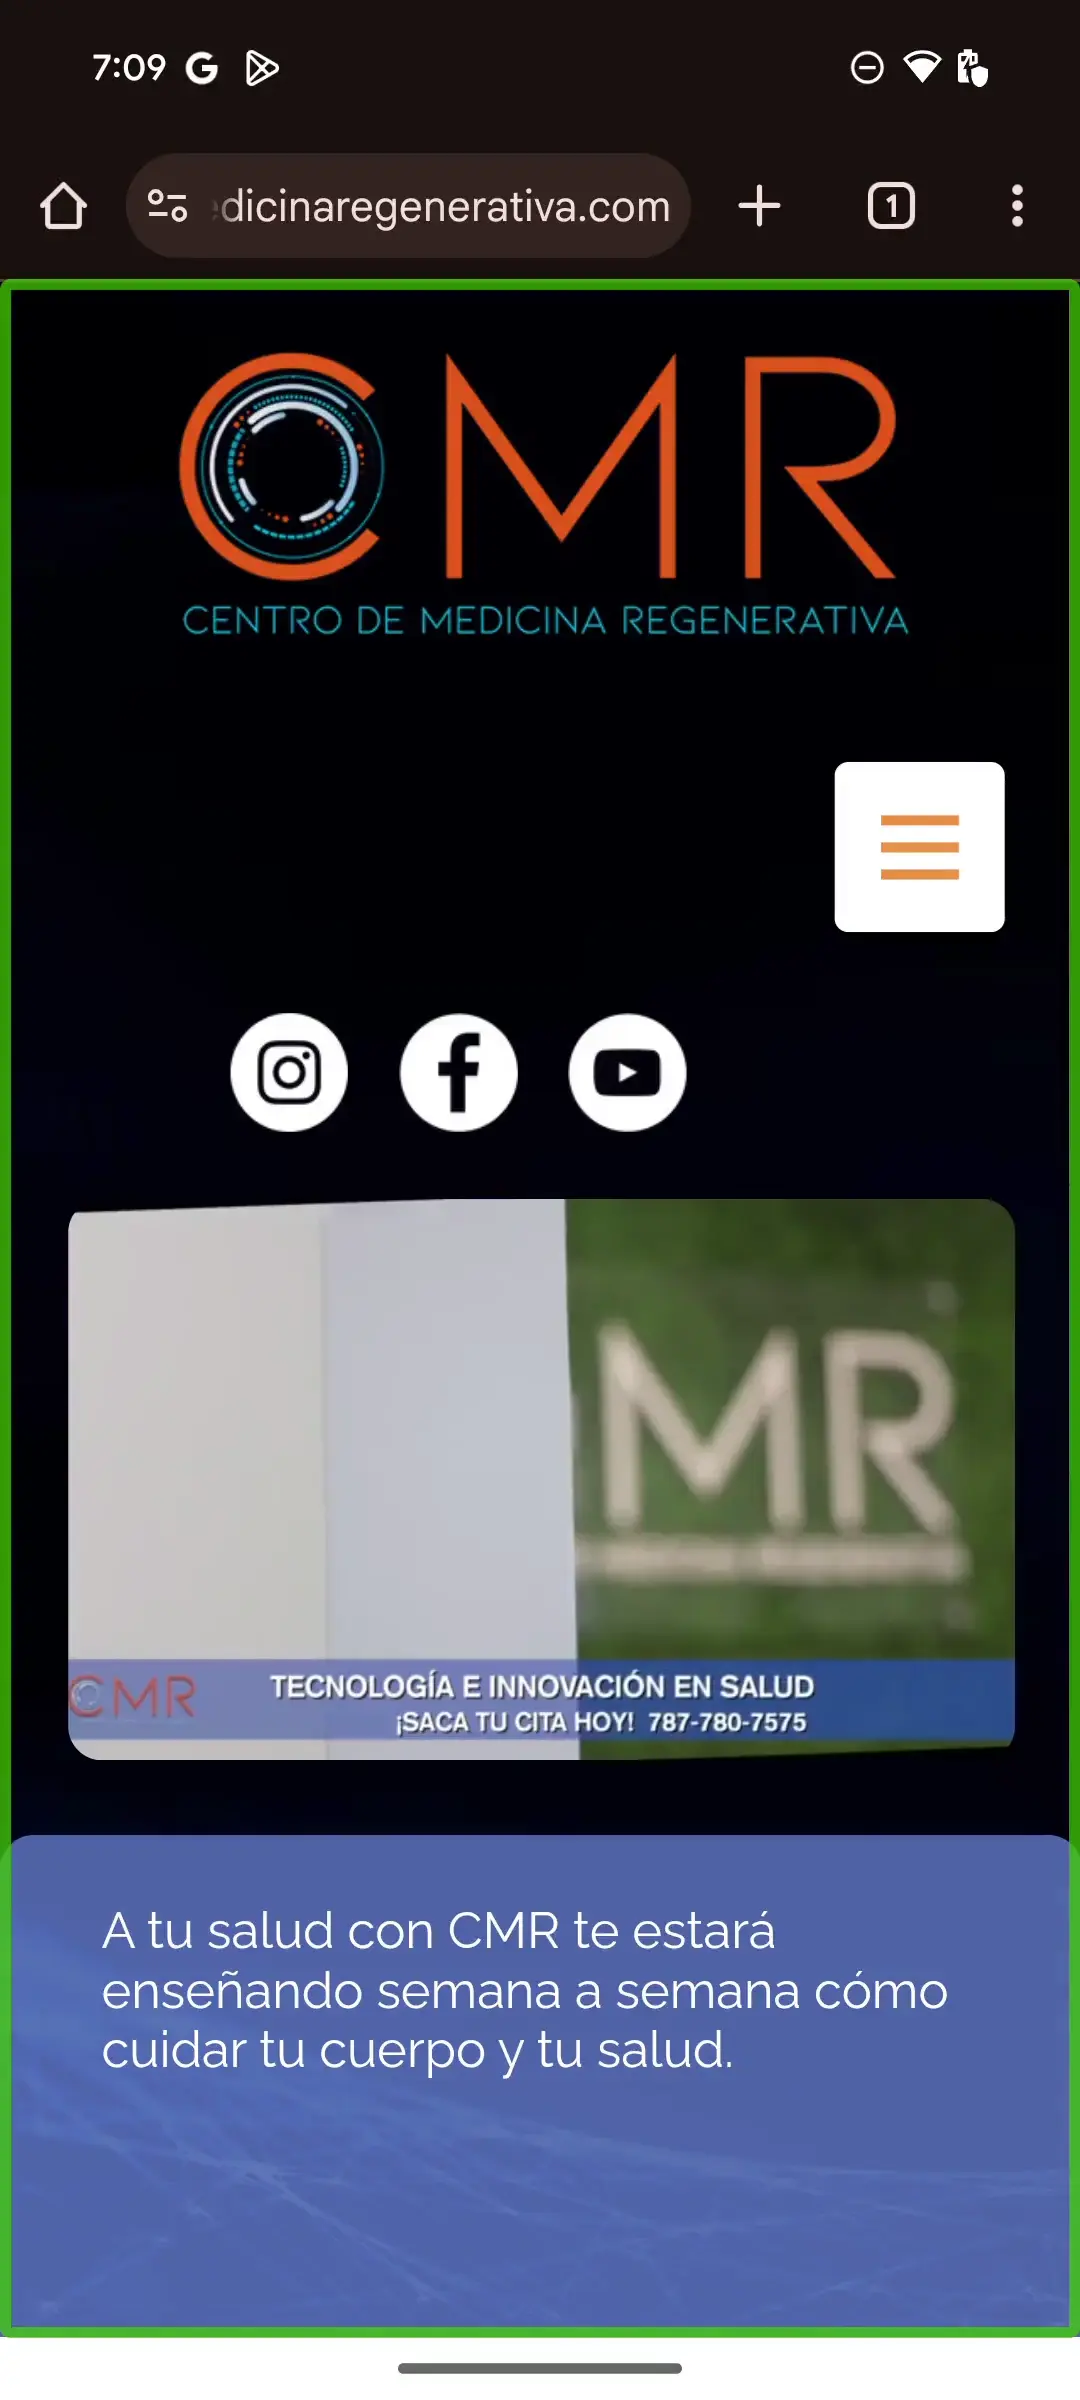 7:09
dicinaregenerativa.com
1
CMR
CENTRO DE MEDICINA REGENERATIVA
MR
CMR
TECNOLOGÍA E INNOVACIÓN EN SALUD
¡SACA TU CITA HOY! 787-780-7575
A tu salud con CMR te estará
enseñando semana a semana cómo
cuidar tu cuerpo y tu salud.